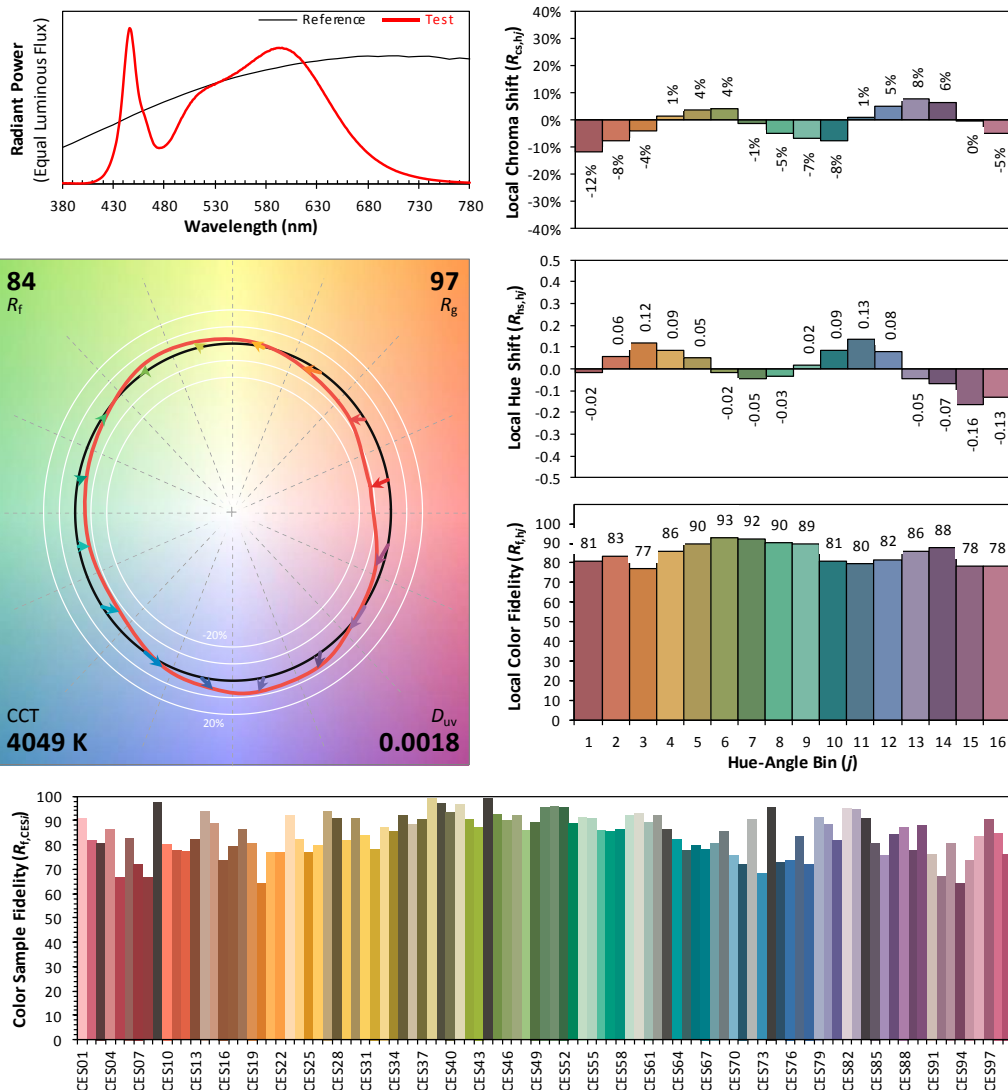 Reference Test
Radiant Power
(Equal Luminous Flux)
380 430 480 530 580 630 680 730 780
Wavelength (nm)
Local Chroma Shift (Rcs,hj)
40%
30%
20%
10%
0%
-10%
-20%
-30%
-40%
-12% -8% -4% 1% 4% 4% -1% -5% -7% -8% 1% 5% 8% 6% 0% -5%
84
Rf
97
Rg
-20%
20%
CCT
4049 K
Duv
0.0018
Local Hue Shift (Rhs,hj)
0.5
0.4
0.3
0.2
0.1
0.0
-0.1
-0.2
-0.3
-0.4
-0.5
-0.02 0.06 0.12 0.09 0.05 -0.02 -0.05 -0.03 0.02 0.09 0.13 0.08 -0.05 -0.07 -0.16 -0.13
Local Color Fidelity (Rf,hj)
100
90
80
70
60
50
40
30
20
10
0
81 83 77 86 90 93 92 90 89 81 80 82 86 88 78 78
1 2 3 4 5 6 7 8 9 10 11 12 13 14 15 16
Hue-Angle Bin (j)
Color Sample Fidelity (Rf,CESi)
100
90
80
70
60
50
40
30
20
10
0
CES01 CES04 CES07 CES10 CES13 CES16 CES19 CES22 CES25 CES28 CES31 CES34 CES37 CES40 CES43 CES46 CES49 CES52 CES55 CES58 CES61 CES64 CES67 CES70 CES73 CES76 CES79 CES82 CES85 CES88 CES91 CES94 CES97